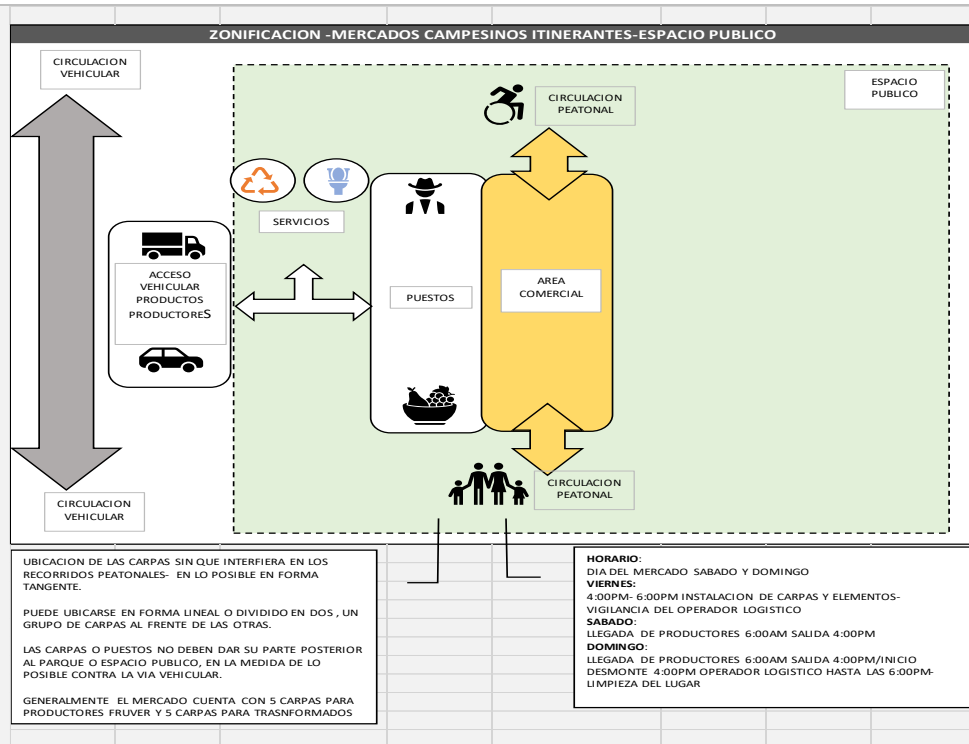 ZONIFICACION -MERCADOS CAMPESINOS ITINERANTES-ESPACIO PUBLICO
CIRCULACION
VEHICULAR
ESPACIO
PUBLICO
CIRCULACION
PEATONAL
SERVICIOS
ACCESO
VEHICULAR
PRODUCTOS
PRODUCTORES
PUESTOS
AREA
COMERCIAL
CIRCULACION
PEATONAL
CIRCULACION
VEHICULAR
UBICACION DE LAS CARPAS SIN QUE INTERFIERA EN LOS
RECORRIDOS PEATONALES- EN LO POSIBLE EN FORMA
TANGENTE.
PUEDE UBICARSE EN FORMA LINEAL O DIVIDIDO EN DOS , UN
GRUPO DE CARPAS AL FRENTE DE LAS OTRAS.
LAS CARPAS O PUESTOS NO DEBEN DAR SU PARTE POSTERIOR
AL PARQUE O ESPACIO PUBLICO, EN LA MEDIDA DE LO
POSIBLE CONTRA LA VIA VEHICULAR.
GENERALMENTE EL MERCADO CUENTA CON 5 CARPAS PARA
PRODUCTORES FRUVER Y 5 CARPAS PARA TRASNFORMADOS
HORARIO:
DIA DEL MERCADO SABADO Y DOMINGO
VIERNES:
4:00PM- 6:00PM INSTALACION DE CARPAS Y ELEMENTOS-
VIGILANCIA DEL OPERADOR LOGISTICO
SABADO:
LLEGADA DE PRODUCTORES 6:00AM SALIDA 4:00PM
DOMINGO:
LLEGADA DE PRODUCTORES 6:00AM SALIDA 4:00PM/INICIO
DESMONTE 4:00PM OPERADOR LOGISTICO HASTA LAS 6:00PM-
LIMPIEZA DEL LUGAR